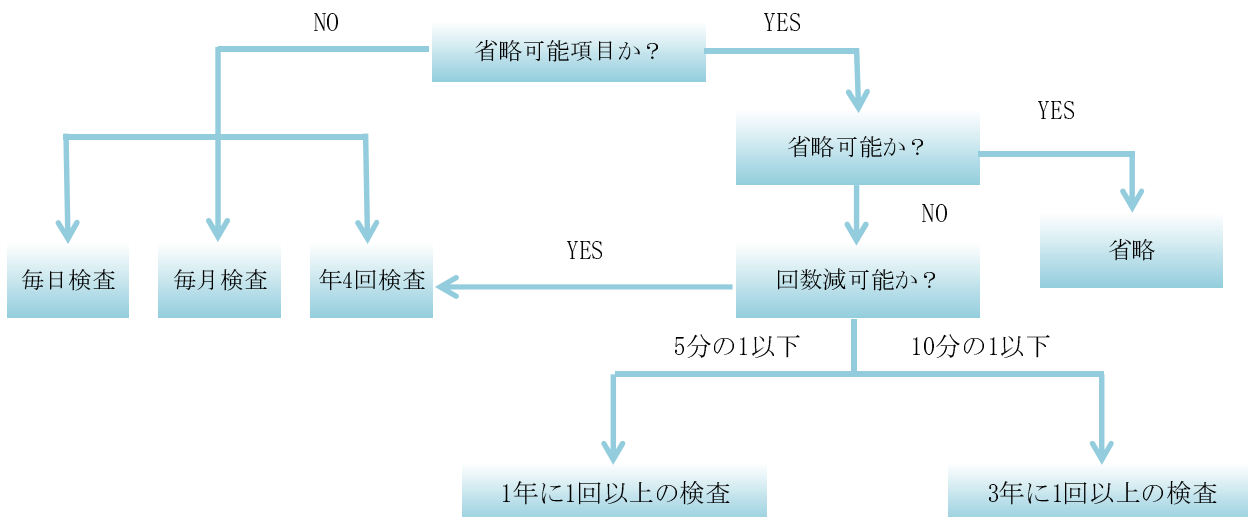 NO
省略可能項目か？
YES
省略可能か？
YES
NO
省略
毎日検査
毎月検査
年4回検査
YES
回数減可能か？
5分の1以下
10分の1以下
1年に1回以上の検査
3年に1回以上の検査